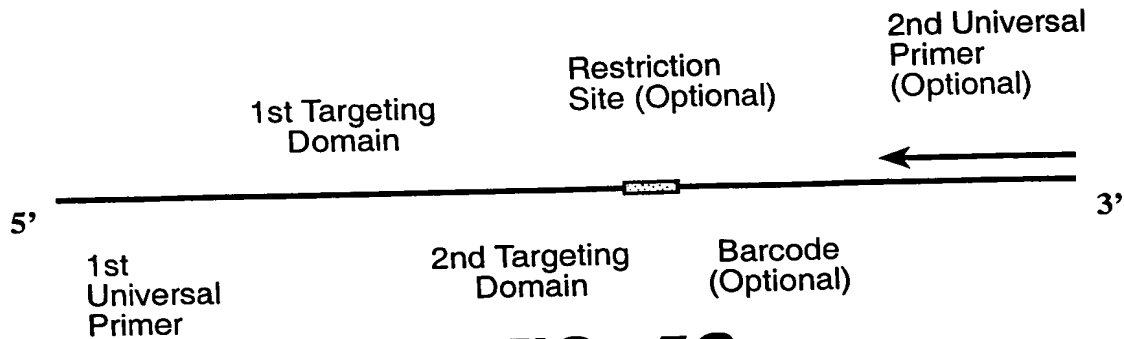 2nd Universal
Primer
(Optional)
Restriction
Site (Optional)
1st Targeting
Domain
5'
3'
1st
Universal
Primer
2nd Targeting
Domain
Barcode
(Optional)